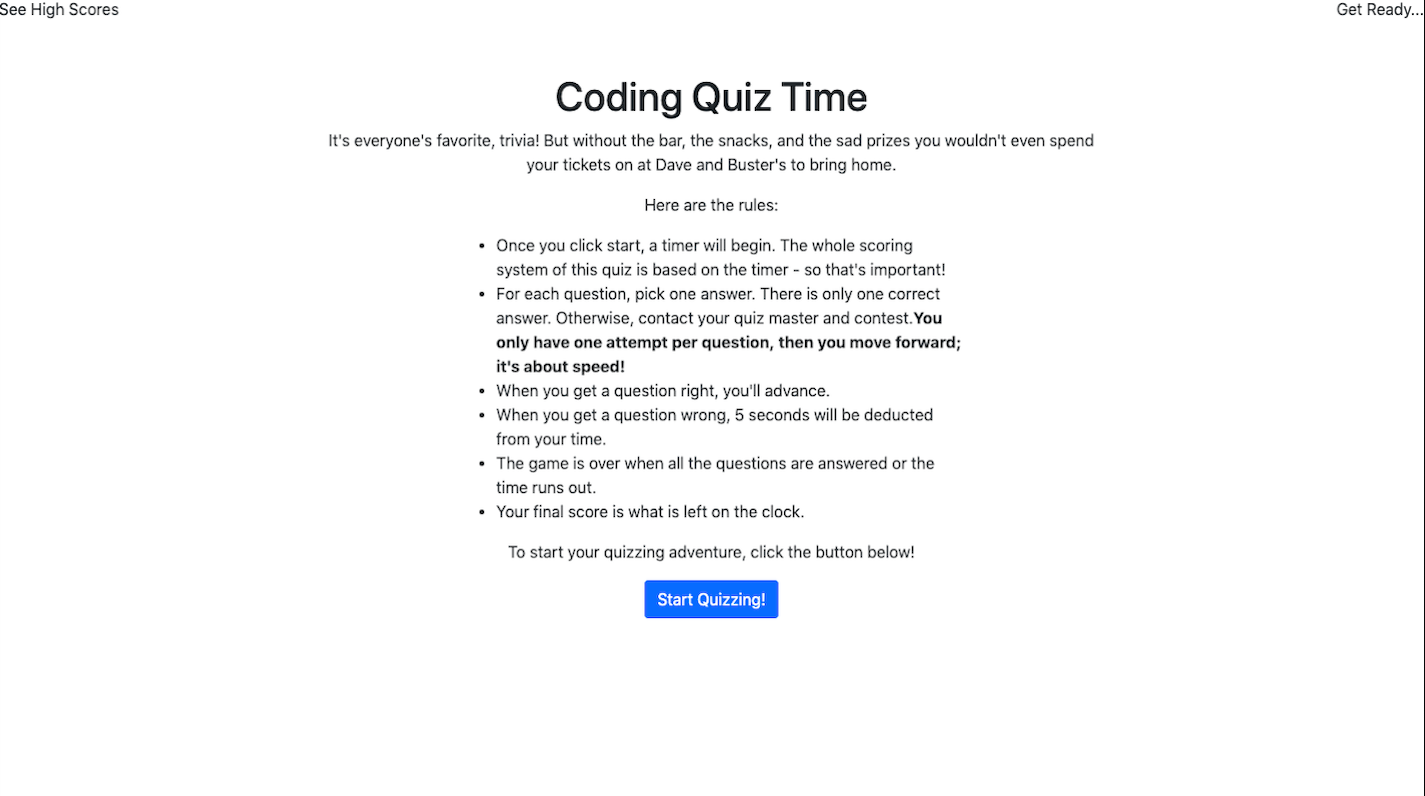 See High Scores
Get Ready...
Coding Quiz Time
It's everyone's favorite, trivia! But without the bar, the snacks, and the sad prizes you wouldn't even spend
your tickets on at Dave and Buster's to bring home.
Here are the rules:
• Once you click start, a timer will begin. The whole scoring
system of this quiz is based on the timer - so that's important!
• For each question, pick one answer. There is only one correct
answer. Otherwise, contact your quiz master and contest.You
only have one attempt per question, then you move forward;
it's about speed!
• When you get a question right, you'll advance.
• When you get a question wrong, 5 seconds will be deducted
from your time.
• The game is over when all the questions are answered or the
time runs out.
• Your final score is what is left on the clock.
To start your quizzing adventure, click the button below!
Start Quizzing!